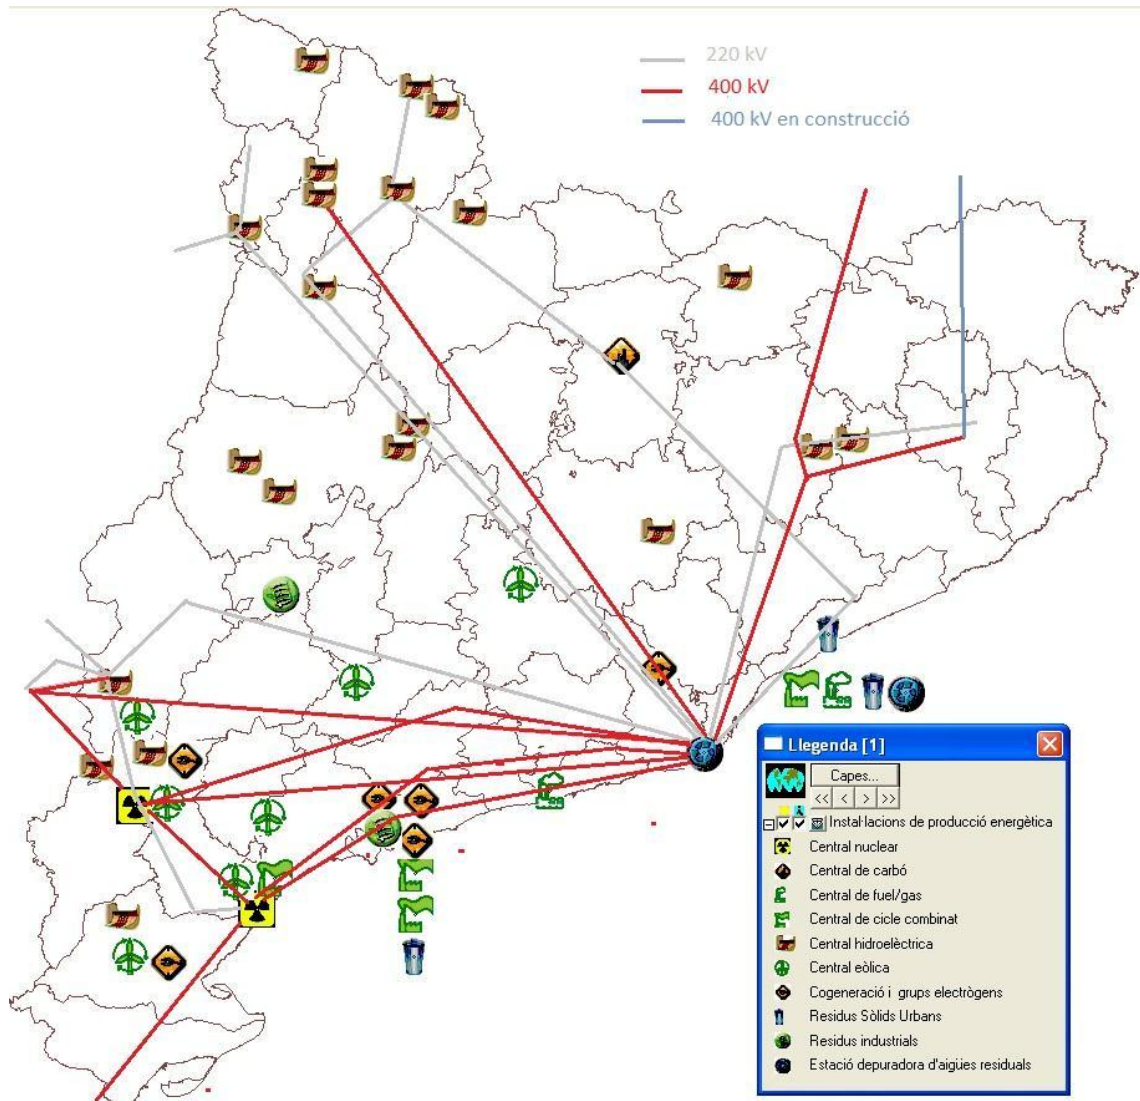 220 kV
400 kV
400 kV en construcció
Llegenda [1]
Capes...
<< < > >>
Instal·lacions de producció energètica
Central nuclear
Central de carbó
Central de fuel/gas
Central de cicle combinat
Central hidroelèctrica
Central eòlica
Cogeneració i grups electrògens
Residus Sòlids Urbans
Residus industrials
Estació depuradora d'aigües residuals